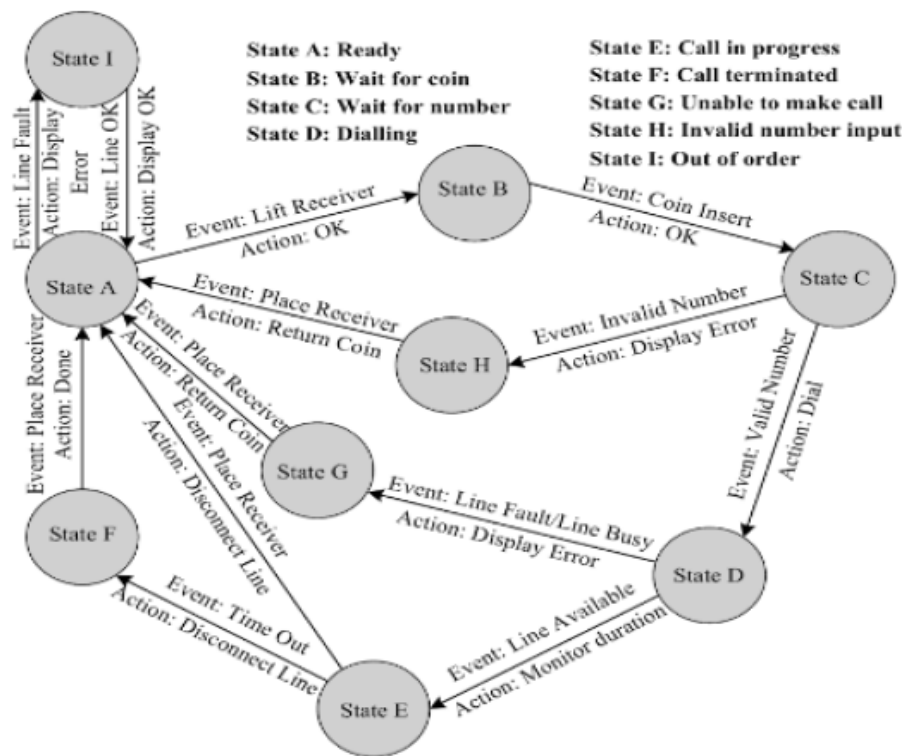 State I
State A: Ready
State B: Wait for coin
State C: Wait for number
State D: Dialling
State E: Call in progress
State F: Call terminated
State G: Unable to make call
State H: Invalid number input
State I: Out of order
Event: Line Fault
Action: Display
Error
Event: Line OK
Action: Display OK
State B
Event: Lift Receiver
Action: OK
Event: Coin Insert
Action: OK
State A
State C
Event: Place Receiver
Action: Return Coin
Event: Invalid Number
Action: Display Error
State H
Event: Place Receiver
Action: Done
Event: Place Receiver
Action: Return Coin
Event: Place Receiver
Action: Disconnect Line
Event: Valid Number
Action: Dial
State G
Event: Line Fault/Line Busy
Action: Display Error
State F
State D
Event: Time Out
Action: Disconnect Line
Event: Line Available
Action: Monitor duration
State E